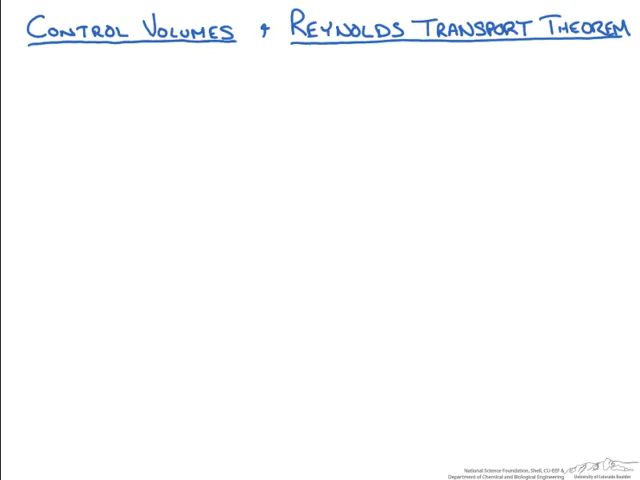 CONTROL VOLUMES + REYNOLDS TRANSPORT THEOREM
National Science Foundation, Shell, CU-EEF &
Department of Chemical and Biological Engineering
University of Colorado Boulder